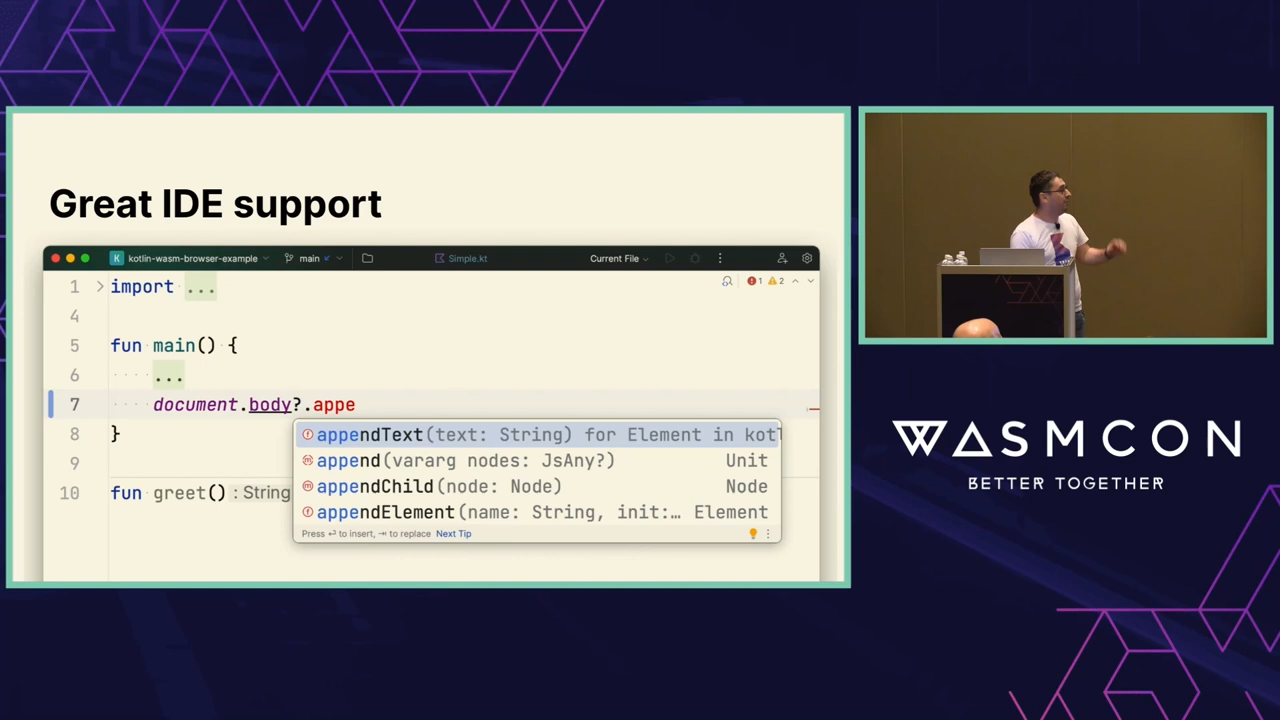 Great IDE support
kotlin-wasm-browser-example
main
Simple.kt
Current File
1 import ...
1 2
4
5 fun main() {
6 ...
7 document.body?.appe
8 }
9
10 fun greet() : String
appendText(text: String) for Element in kotl
append(vararg nodes: JsAny?) Unit
appendChild(node: Node) Node
appendElement(name: String, init:… Element
Press ⏎ to insert, ⇥ to replace Next Tip
WASMCON
BETTER TOGETHER